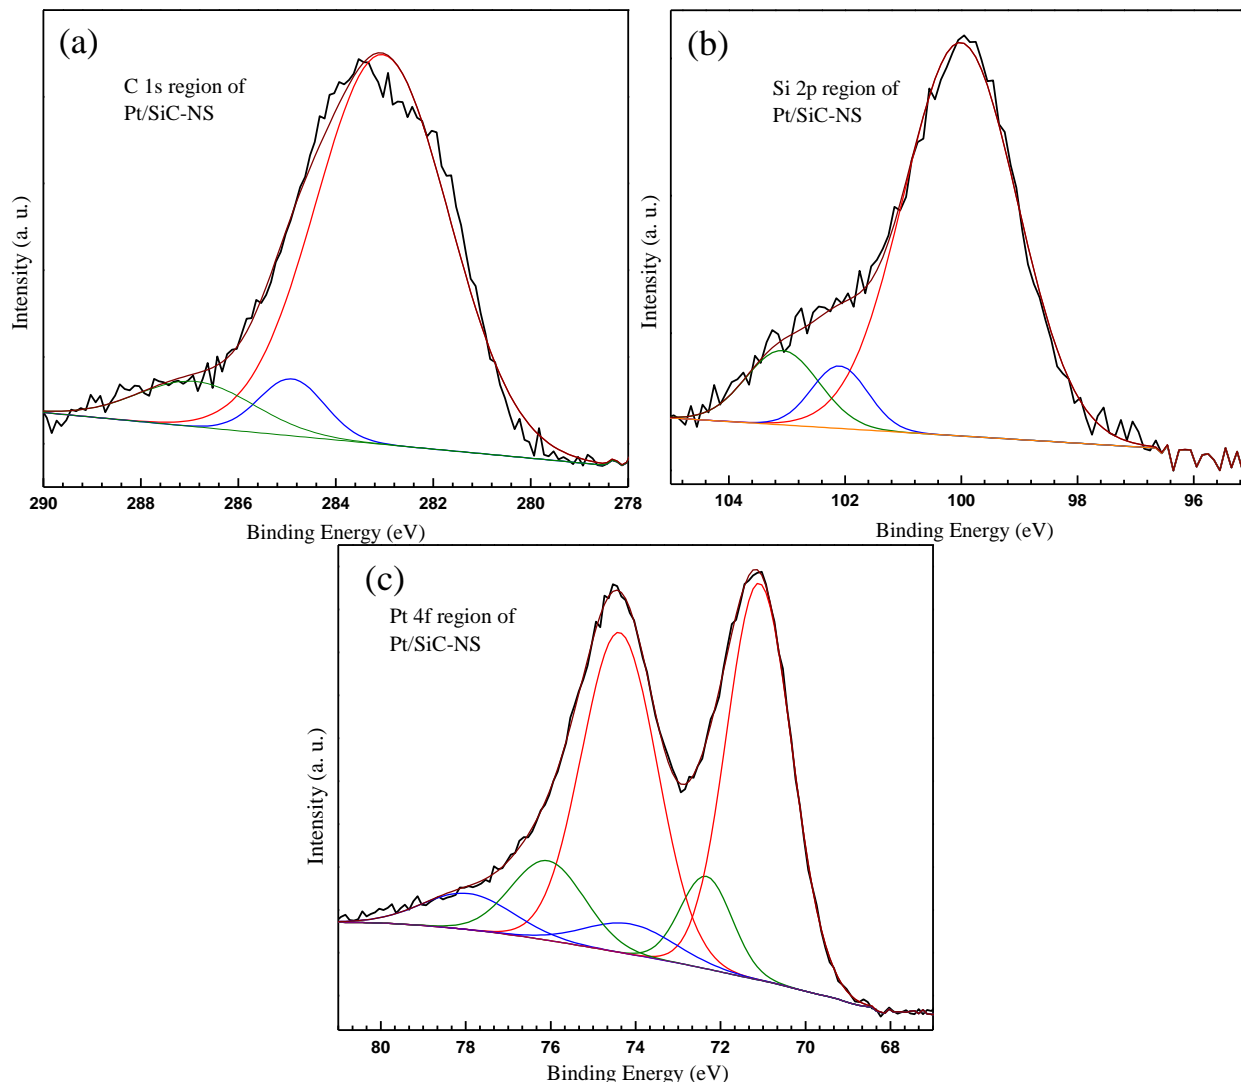 (a)
C 1s region of
Pt/SiC-NS
Intensity (a. u.)
290 288 286 284 282 280 278
Binding Energy (eV)
(b)
Si 2p region of
Pt/SiC-NS
Intensity (a. u.)
104 102 100 98 96
Binding Energy (eV)
(c)
Pt 4f region of
Pt/SiC-NS
Intensity (a. u.)
80 78 76 74 72 70 68
Binding Energy (eV)